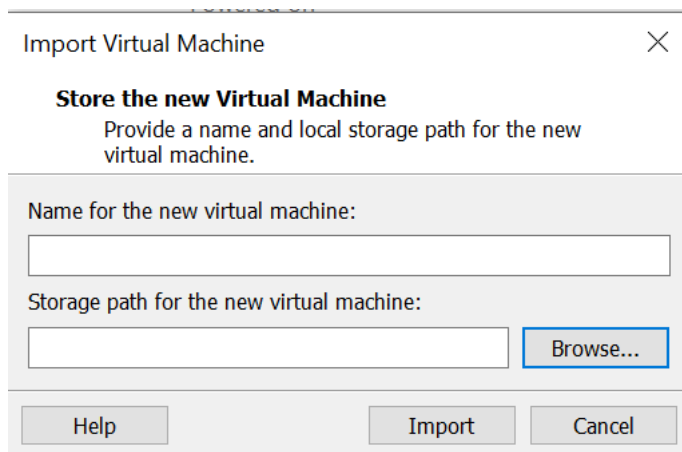 Import Virtual Machine
Store the new Virtual Machine
Provide a name and local storage path for the new
virtual machine.
Name for the new virtual machine:
Storage path for the new virtual machine:
Browse...
Help Import Cancel